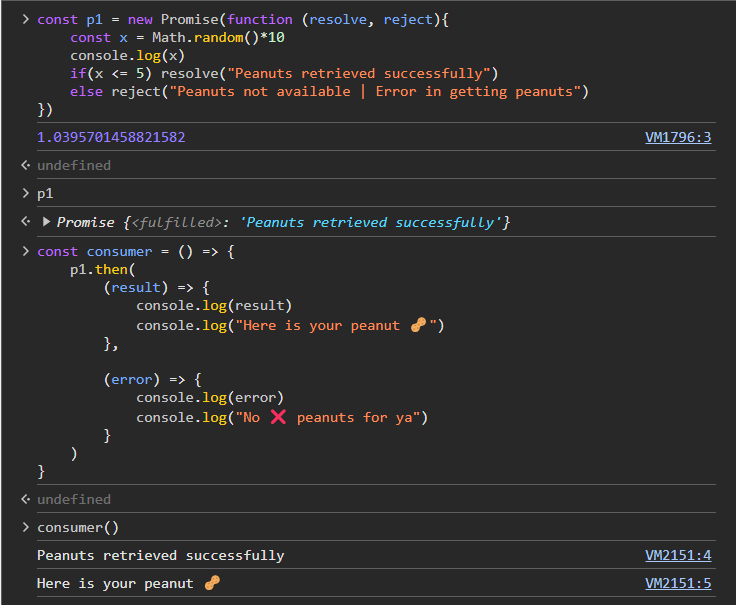 const p1 = new Promise(function (resolve, reject){
    const x = Math.random()*10
    console.log(x)
    if(x <= 5) resolve("Peanuts retrieved successfully")
    else reject("Peanuts not available | Error in getting peanuts")
})
1.0395701458821582 VM1796:3
undefined
p1
Promise {<fulfilled>: 'Peanuts retrieved successfully'}
const consumer = () => {
    p1.then(
        (result) => {
            console.log(result)
            console.log("Here is your peanut 🥜")
        },

        (error) => {
            console.log(error)
            console.log("No ❌ peanuts for ya")
        }
    )
}
undefined
consumer()
Peanuts retrieved successfully VM2151:4
Here is your peanut 🥜 VM2151:5